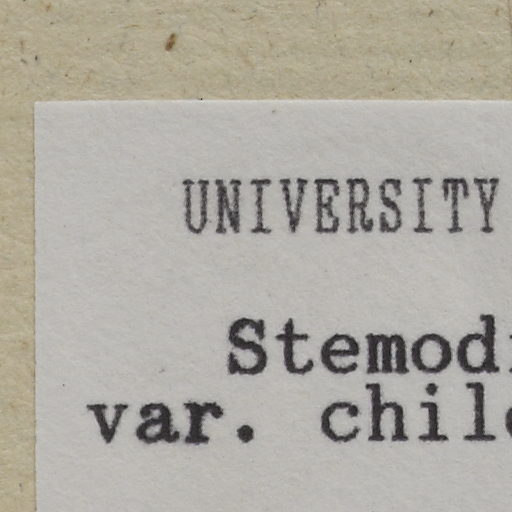 UNIVERSITY
Stemod
var. chil